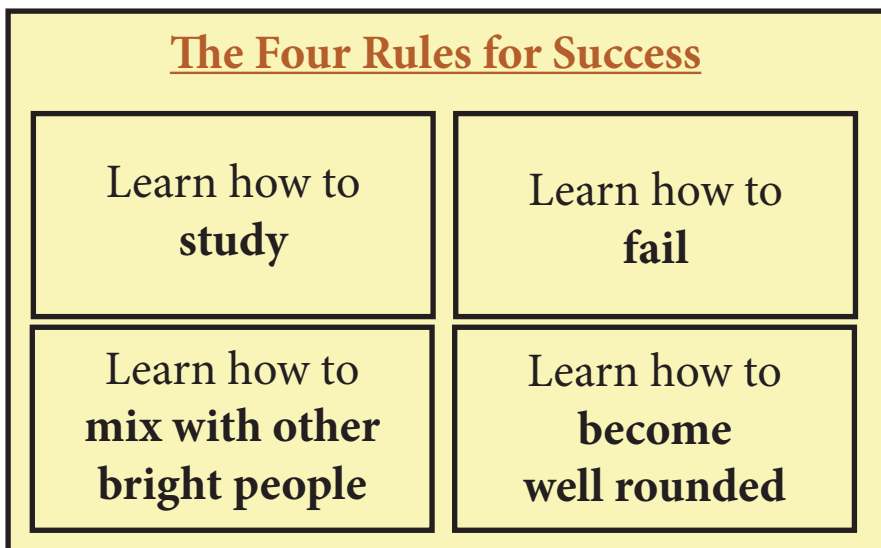 The Four Rules for Success
Learn how to
study
Learn how to
fail
Learn how to
mix with other
bright people
Learn how to
become
well rounded